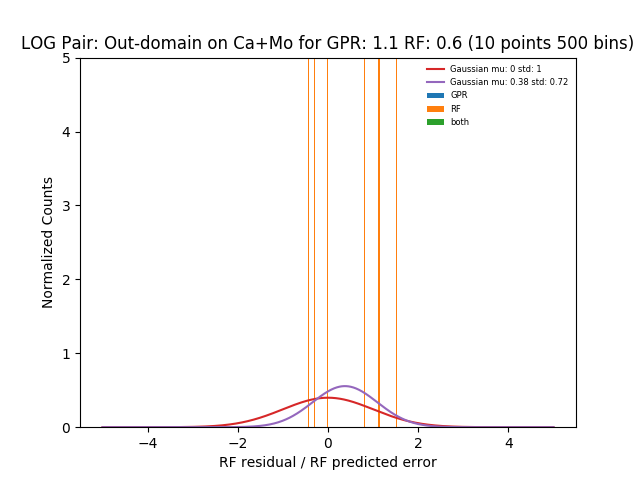 LOG Pair: Out-domain on Ca+Mo for GPR: 1.1 RF: 0.6 (10 points 500 bins)
Gaussian mu: 0 std: 1
Gaussian mu: 0.38 std: 0.72
GPR
RF
both
Normalized Counts
5
4
3
2
1
0
−4 −2 0 2 4
RF residual / RF predicted error